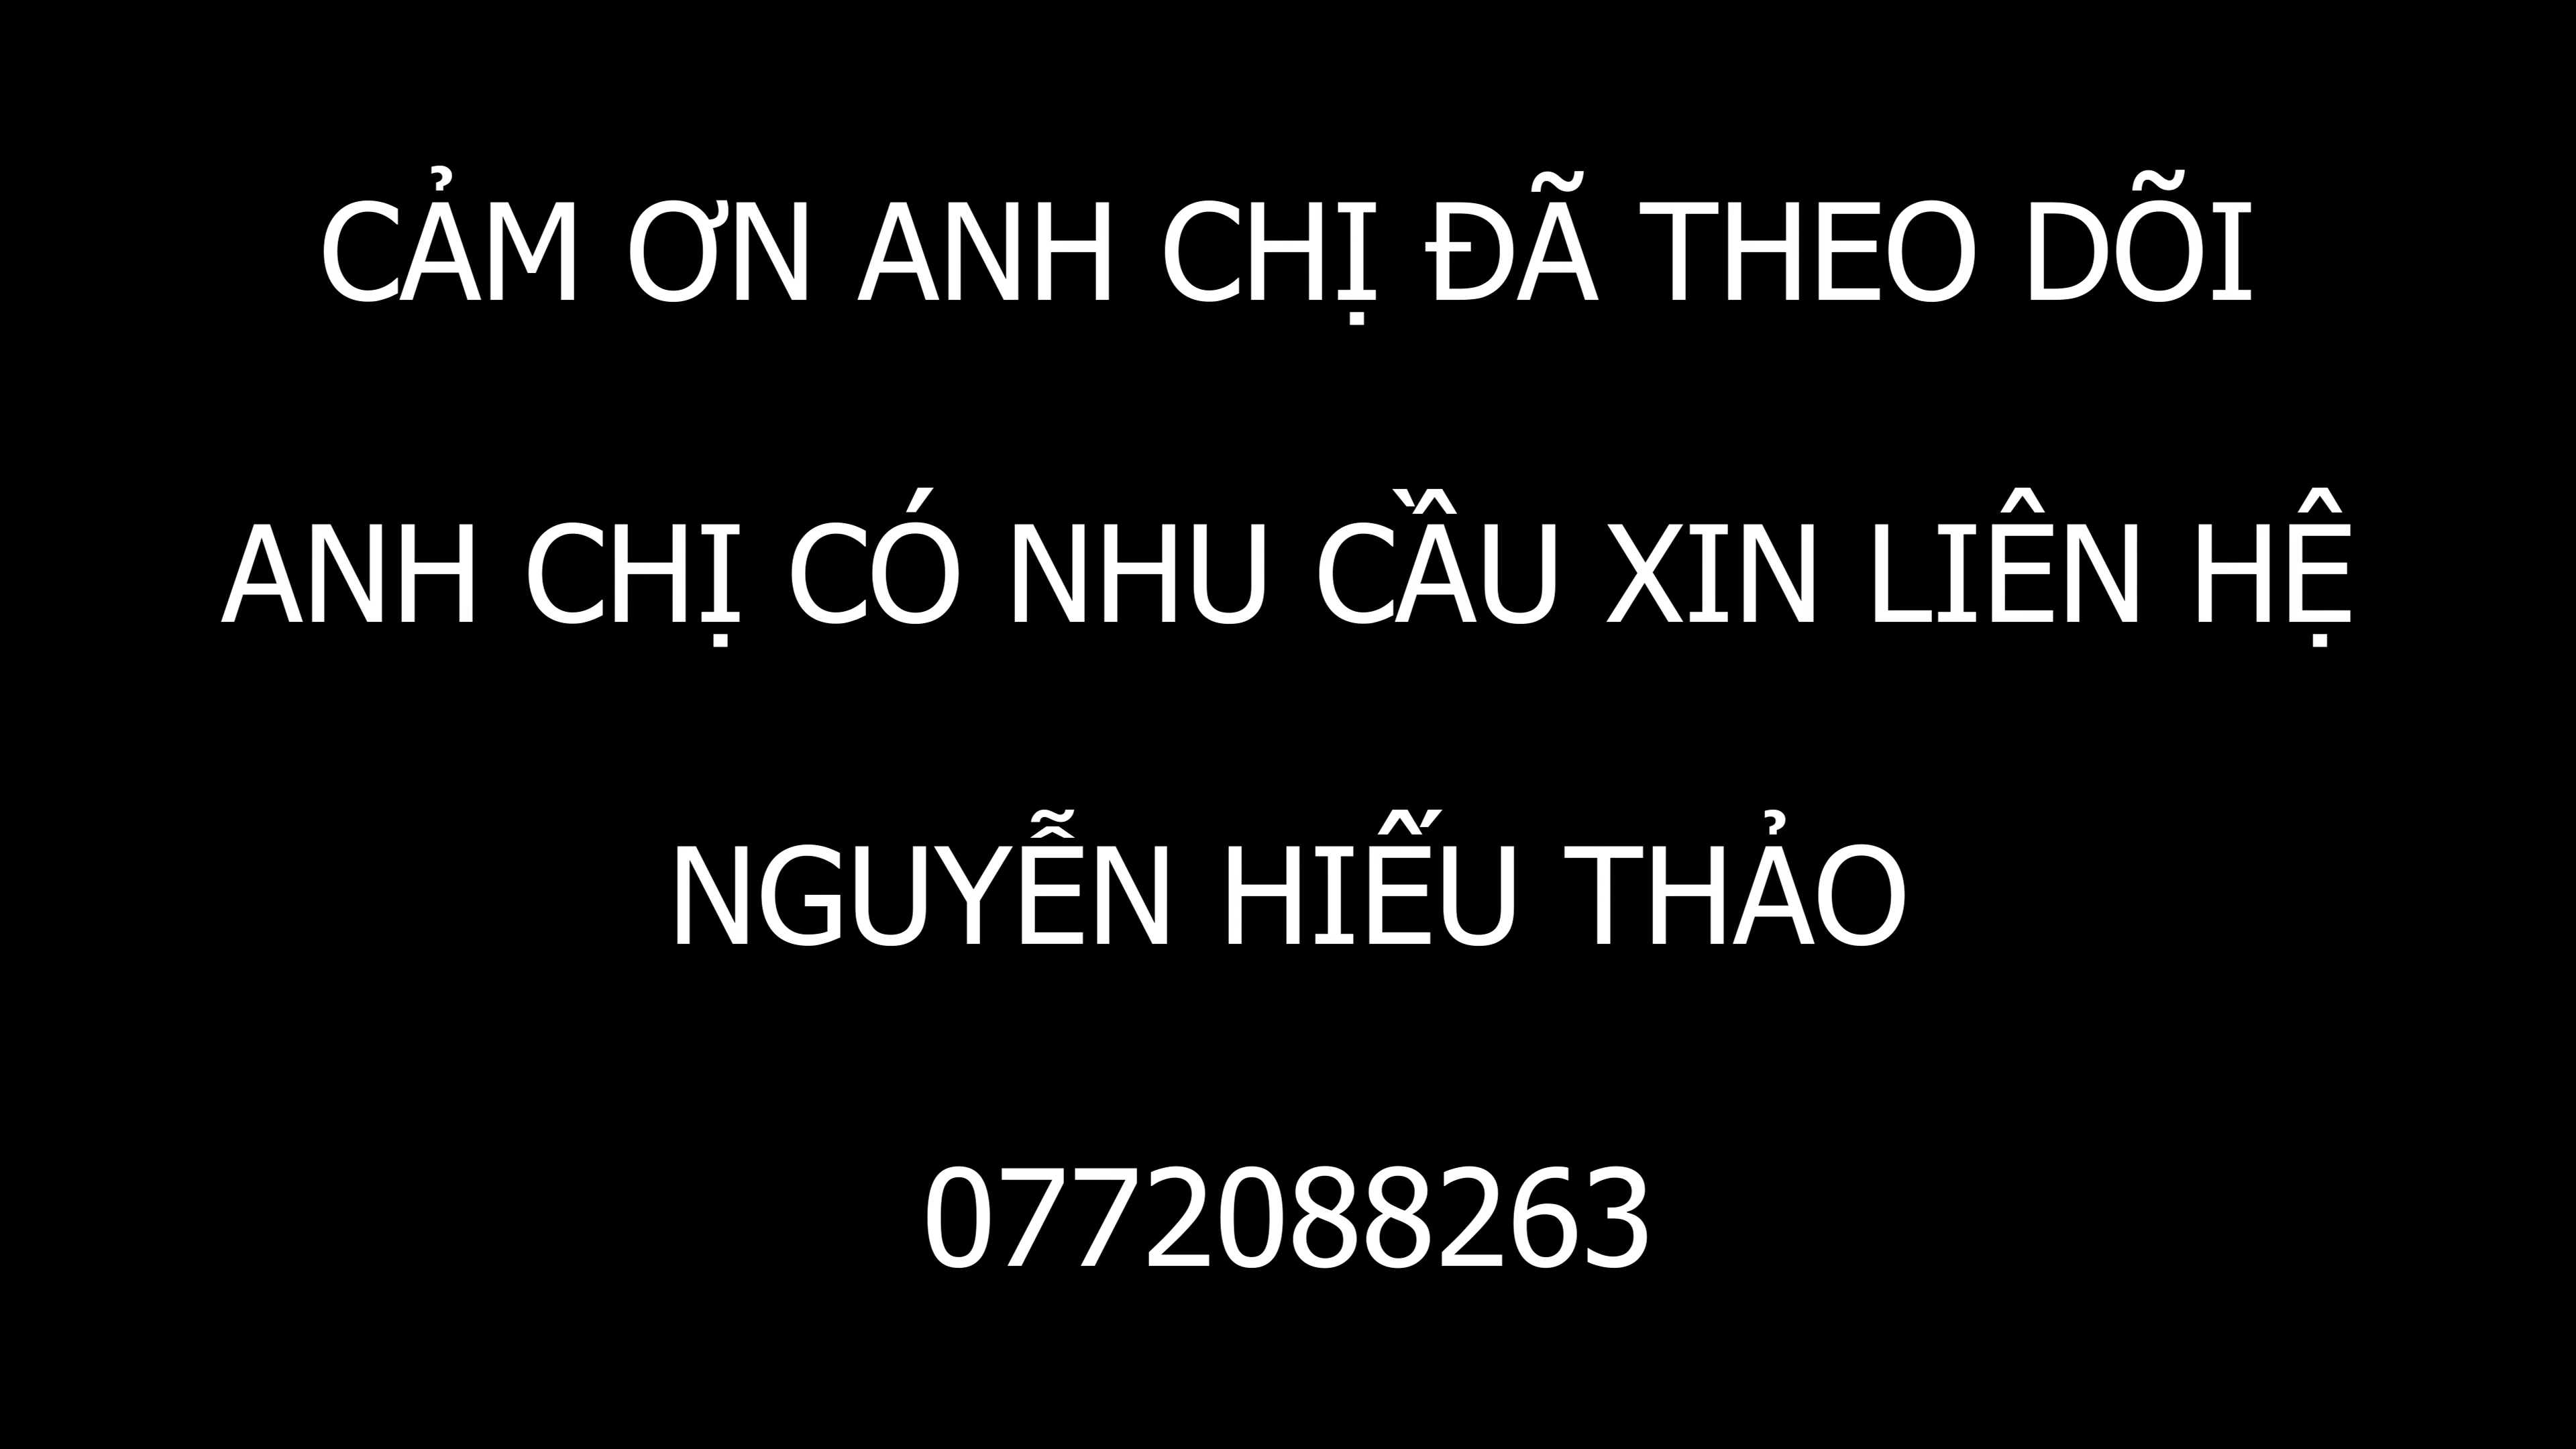 CẢM ƠN ANH CHỊ ĐÃ THEO DÕI
ANH CHỊ CÓ NHU CẦU XIN LIÊN HỆ
NGUYỄN HIẾU THẢO
0772088263